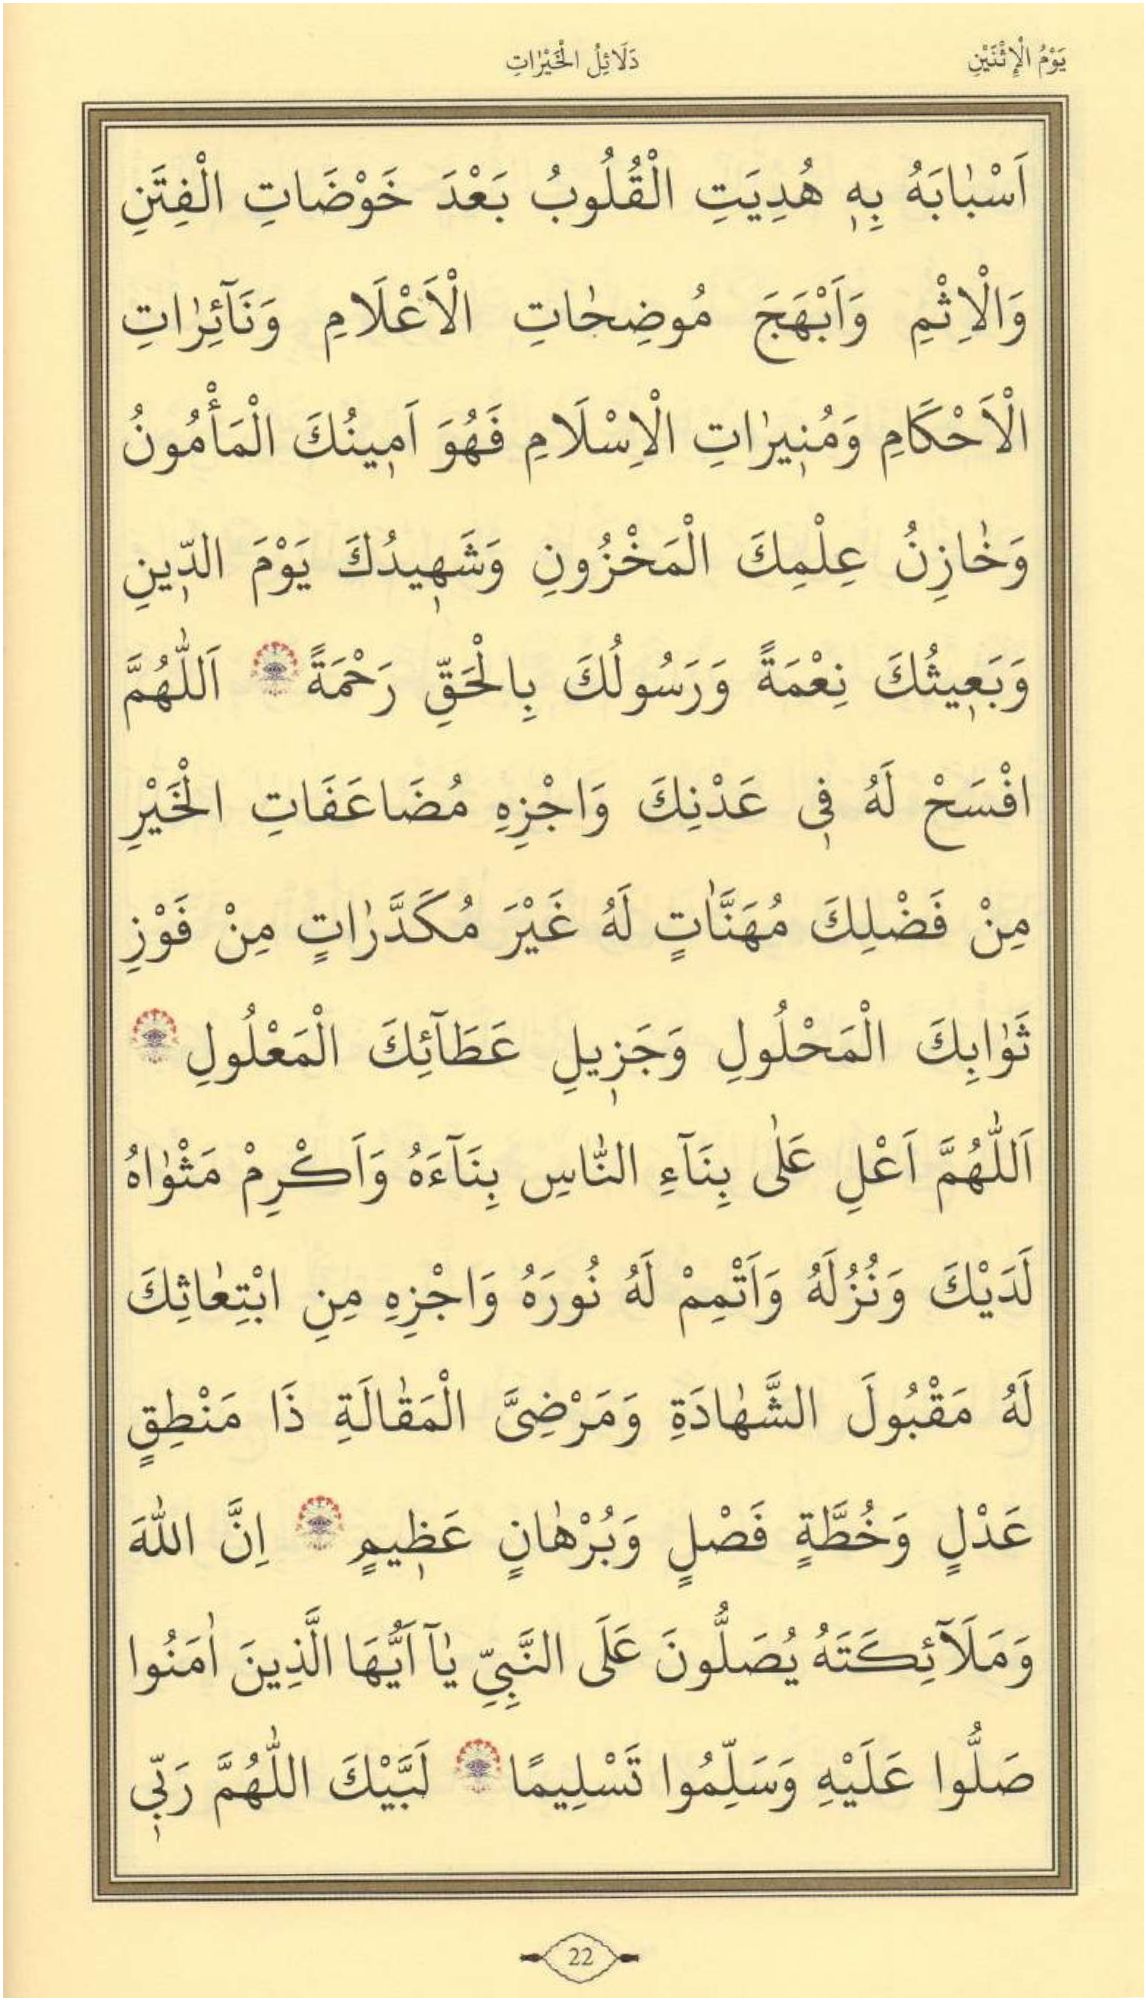 يَوْمُ الْاِثْنَيْنِ
دَلَائِلُ الْخَيْرَاتِ
اَسْبٰابَهُ بِهٖ هُدِيَتِ الْقُلُوبُ بَعْدَ خَوْضَاتِ الْفِتَنِ
وَالْاِثْمِ وَاَبْهَجَ مُوضِحٰاتِ الْاَعْلَامِ وَنَآئِرٰاتِ
الْاَحْكَامِ وَمُنٖيرٰاتِ الْاِسْلَامِ فَهُوَ اَمٖينُكَ الْمَأْمُونُ
وَخٰازِنُ عِلْمِكَ الْمَخْزُونِ وَشَهٖيدُكَ يَوْمَ الدّٖينِ
وَبَعٖيثُكَ نِعْمَةً وَرَسُولُكَ بِالْحَقِّ رَحْمَةً ۞ اَللّٰهُمَّ
افْسَحْ لَهُ فٖى عَدْنِكَ وَاجْزِهِ مُضَاعَفَاتِ الْخَيْرِ
مِنْ فَضْلِكَ مُهَنَّٰاتٍ لَهُ غَيْرَ مُكَدَّرٰاتٍ مِنْ فَوْزِ
ثَوٰابِكَ الْمَحْلُولِ وَجَزٖيلِ عَطَآئِكَ الْمَعْلُولِ ۞
اَللّٰهُمَّ اَعْلِ عَلٰى بِنَآءِ النّٰاسِ بِنَآءَهُ وَاَكْرِمْ مَثْوٰاهُ
لَدَيْكَ وَنُزُلَهُ وَاَتْمِمْ لَهُ نُورَهُ وَاجْزِهِ مِنِ ابْتِعٰاثِكَ
لَهُ مَقْبُولَ الشَّهٰادَةِ وَمَرْضِىَّ الْمَقٰالَةِ ذَا مَنْطِقٍ
عَدْلٍ وَخُطَّةٍ فَصْلٍ وَبُرْهٰانٍ عَظٖيمٍ ۞ اِنَّ اللّٰهَ
وَمَلَآئِكَتَهُ يُصَلُّونَ عَلَى النَّبِيِّ يٰآ اَيُّهَا الَّذِينَ اٰمَنُوا
صَلُّوا عَلَيْهِ وَسَلِّمُوا تَسْلِيمًا ۞ لَبَّيْكَ اللّٰهُمَّ رَبّٖى
22